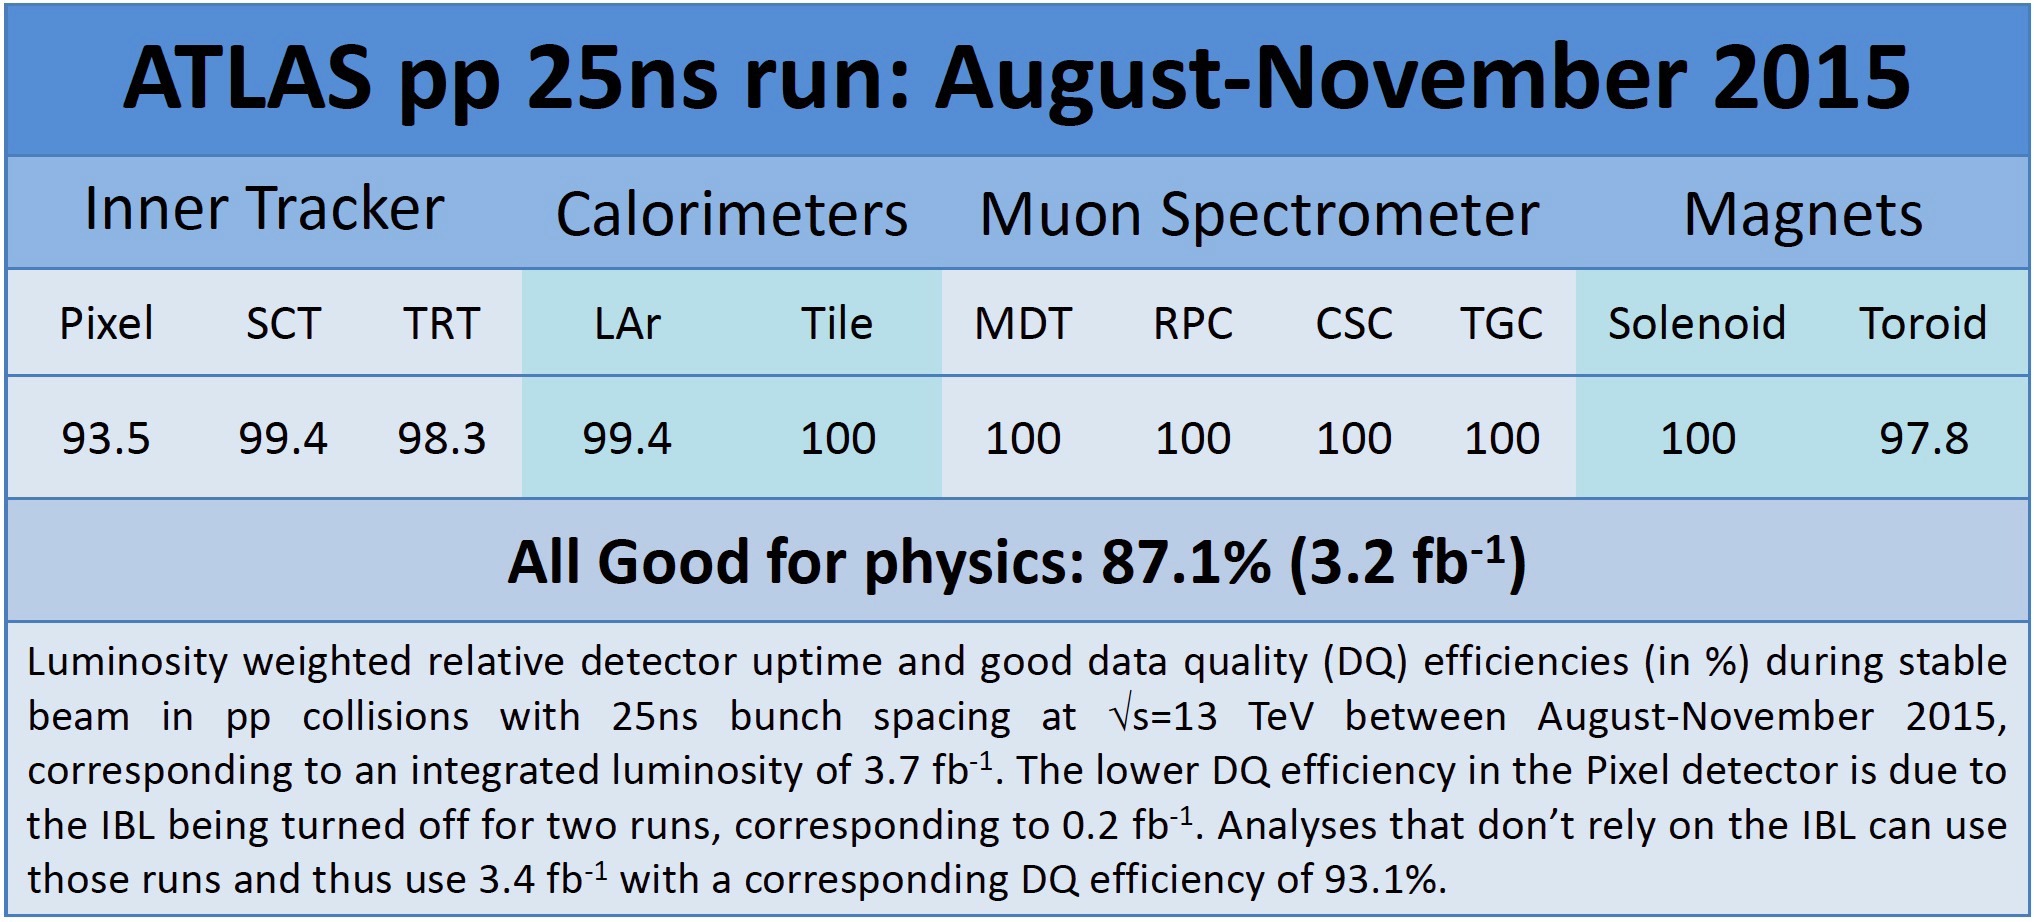 ATLAS pp 25ns run: August-November 2015
Inner Tracker Calorimeters Muon Spectrometer Magnets
Pixel SCT TRT LAr Tile MDT RPC CSC TGC Solenoid Toroid
93.5 99.4 98.3 99.4 100 100 100 100 100 100 97.8
All Good for physics: 87.1% (3.2 fb⁻¹)
Luminosity weighted relative detector uptime and good data quality (DQ) efficiencies (in %) during stable
beam in pp collisions with 25ns bunch spacing at √s=13 TeV between August-November 2015,
corresponding to an integrated luminosity of 3.7 fb⁻¹. The lower DQ efficiency in the Pixel detector is due to
the IBL being turned off for two runs, corresponding to 0.2 fb⁻¹. Analyses that don’t rely on the IBL can use
those runs and thus use 3.4 fb⁻¹ with a corresponding DQ efficiency of 93.1%.